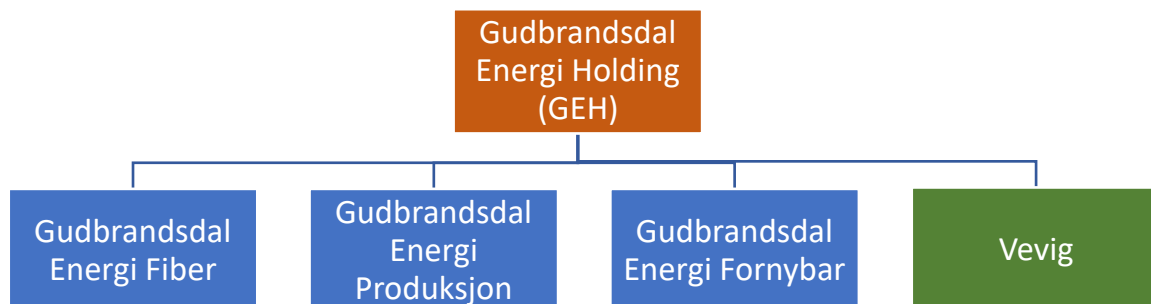 Gudbrandsdal
Energi Holding
(GEH)
Gudbrandsdal
Energi Fiber
Gudbrandsdal
Energi
Produksjon
Gudbrandsdal
Energi Fornybar
Vevig